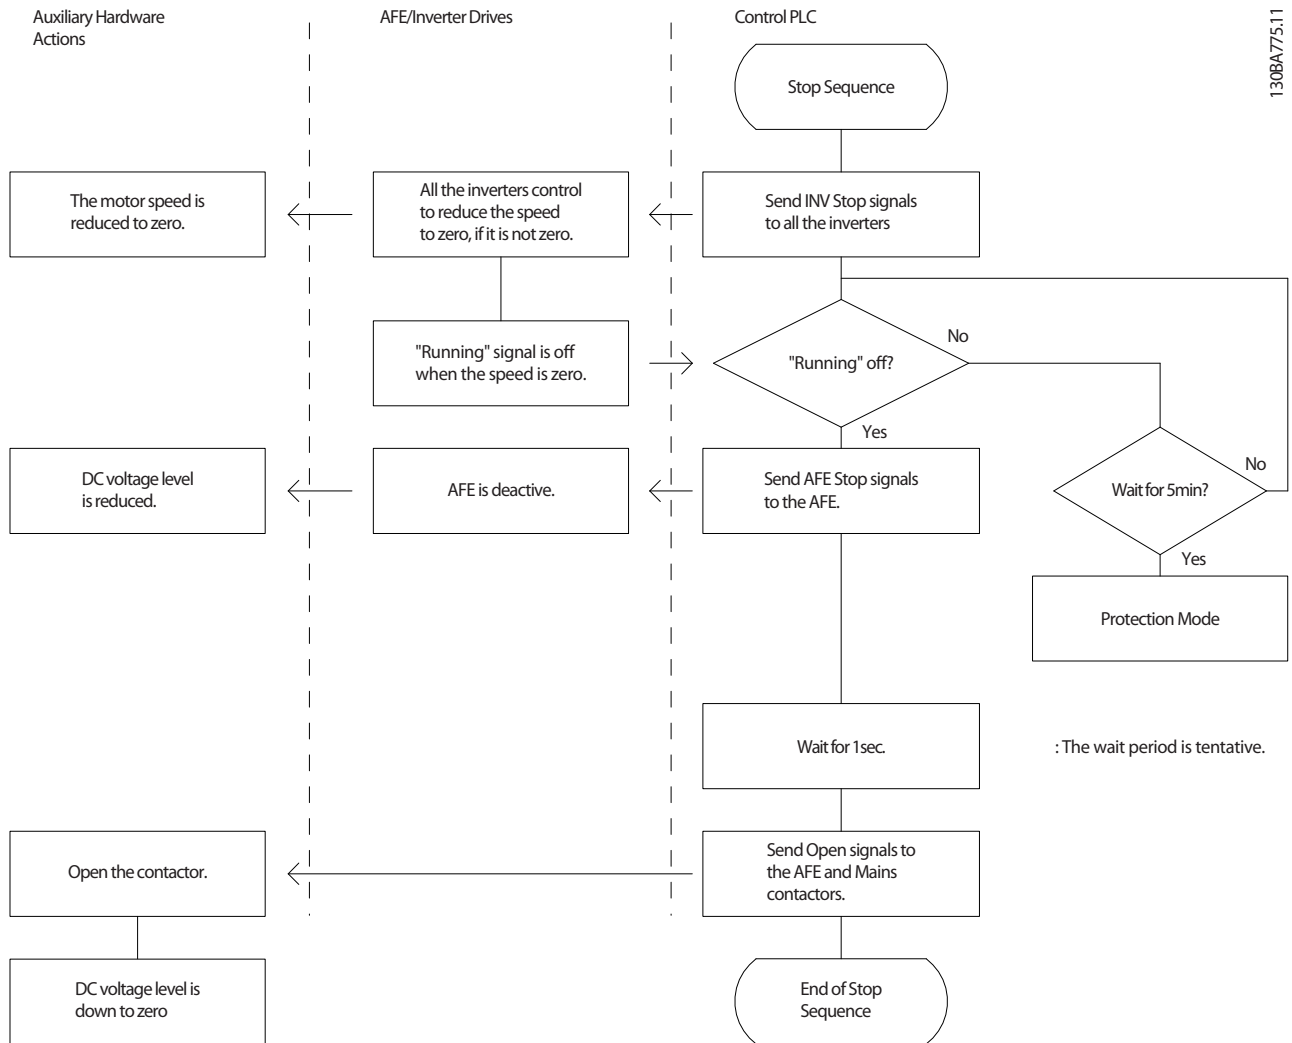 Auxiliary Hardware
Actions
AFE/Inverter Drives
Control PLC
130BA775.11
Stop Sequence
The motor speed is
reduced to zero.
All the inverters control
to reduce the speed
to zero, if it is not zero.
Send INV Stop signals
to all the inverters
"Running" signal is off
when the speed is zero.
"Running" off?
No
Yes
DC voltage level
is reduced.
AFE is deactive.
Send AFE Stop signals
to the AFE.
Wait for 5min?
No
Yes
Protection Mode
Wait for 1sec.
: The wait period is tentative.
Open the contactor.
Send Open signals to
the AFE and Mains
contactors.
DC voltage level is
down to zero
End of Stop
Sequence